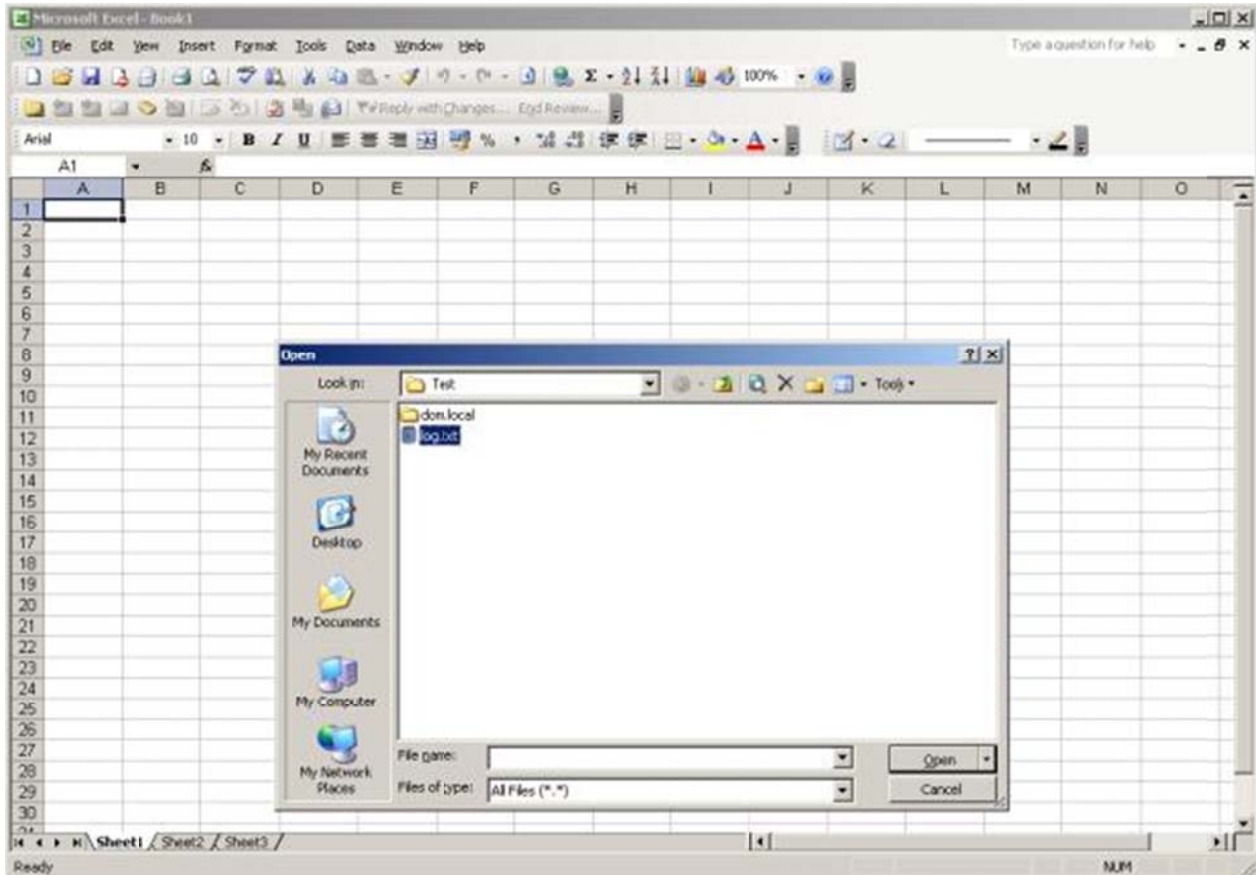 Microsoft Excel - Book1
File Edit View Insert Format Tools Data Window Help Type a question for help
100%
Reply with Changes... End Review...
Arial 10 B I U % , A
A1 fx
A B C D E F G H I J K L M N O
1
2
3
4
5
6
7
8
9
10
11
12
13
14
15
16
17
18
19
20
21
22
23
24
25
26
27
28
29
30
Open
Look in: Test Tools
My Recent Documents
Desktop
My Documents
My Computer
My Network Places
dom.local
log.txt
File name: Open
Files of type: All Files (*.*) Cancel
Sheet1 / Sheet2 / Sheet3 /
Ready NUM